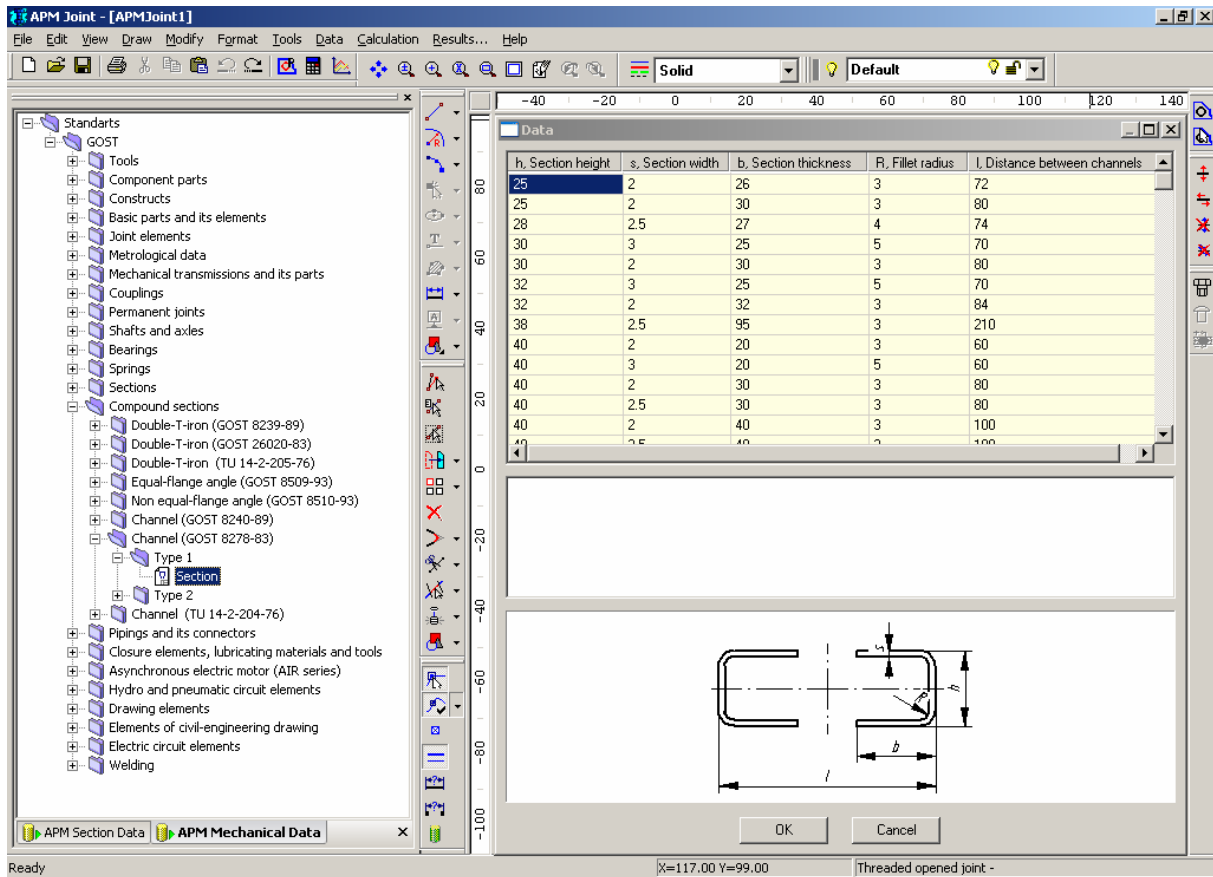 APM Joint - [APMJoint1]
File Edit View Draw Modify Format Tools Data Calculation Results... Help
Solid Default
Standarts
GOST
Tools
Component parts
Constructs
Basic parts and its elements
Joint elements
Metrological data
Mechanical transmissions and its parts
Couplings
Permanent joints
Shafts and axles
Bearings
Springs
Sections
Compound sections
Double-T-iron (GOST 8239-89)
Double-T-iron (GOST 26020-83)
Double-T-iron (TU 14-2-205-76)
Equal-flange angle (GOST 8509-93)
Non equal-flange angle (GOST 8510-93)
Channel (GOST 8240-89)
Channel (GOST 8278-83)
Type 1
Section
Type 2
Channel (TU 14-2-204-76)
Pipings and its connectors
Closure elements, lubricating materials and tools
Asynchronous electric motor (AIR series)
Hydro and pneumatic circuit elements
Drawing elements
Elements of civil-engineering drawing
Electric circuit elements
Welding
APM Section Data APM Mechanical Data
-40 -20 0 20 40 60 80 100 120 140
80
60
40
20
0
-20
-40
-60
-80
-100
Data
h, Section height s, Section width b, Section thickness R, Fillet radius l, Distance between channels
25 2 26 3 72
25 2 30 3 80
28 2.5 27 4 74
30 3 25 5 70
30 2 30 3 80
32 3 25 5 70
32 2 32 3 84
38 2.5 95 3 210
40 2 20 3 60
40 3 20 5 60
40 2 30 3 80
40 2.5 30 3 80
40 2 40 3 100
40 2.5 40 3 100
s
h
R
b
l
OK Cancel
Ready X=117.00 Y=99.00 Threaded opened joint -